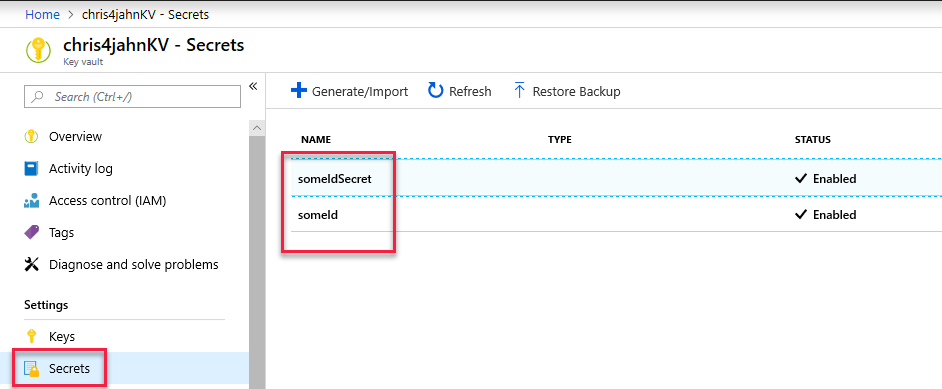 Home > chris4jahnKV - Secrets
chris4jahnKV - Secrets
Key vault
Search (Ctrl+/)
«
Overview
Activity log
Access control (IAM)
Tags
Diagnose and solve problems
Settings
Keys
Secrets
Generate/Import Refresh Restore Backup
NAME TYPE STATUS
someIdSecret Enabled
someId Enabled